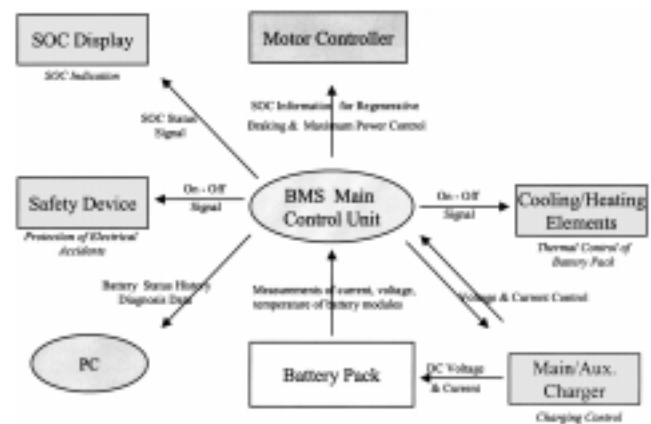 SOC Display
SOC Indication
Motor Controller
SOC Information for Regenerative
Braking & Maximum Power Control
SOC Status
Signal
Safety Device
Protection of Electrical
Accidents
On - Off
Signal
BMS Main
Control Unit
On - Off
Signal
Cooling/Heating
Elements
Thermal Control of
Battery Pack
Battery Status History
Diagnosis Data
Measurements of current, voltage,
temperature of battery modules
Voltage & Current Control
PC
Battery Pack
DC Voltage
& Current
Main/Aux.
Charger
Charging Control